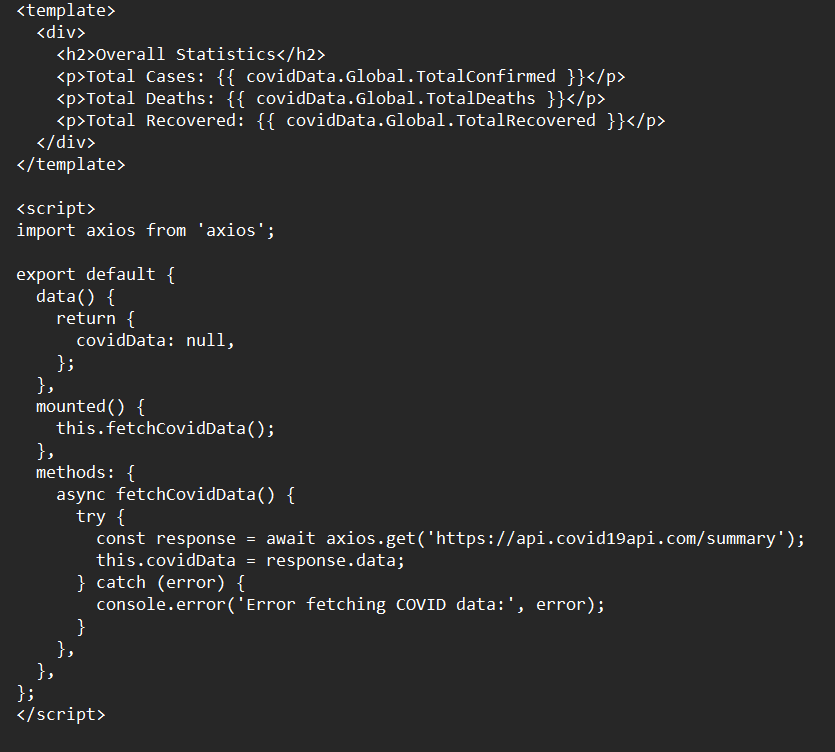 <template>
  <div>
    <h2>Overall Statistics</h2>
    <p>Total Cases: {{ covidData.Global.TotalConfirmed }}</p>
    <p>Total Deaths: {{ covidData.Global.TotalDeaths }}</p>
    <p>Total Recovered: {{ covidData.Global.TotalRecovered }}</p>
  </div>
</template>

<script>
import axios from 'axios';

export default {
  data() {
    return {
      covidData: null,
    };
  },
  mounted() {
    this.fetchCovidData();
  },
  methods: {
    async fetchCovidData() {
      try {
        const response = await axios.get('https://api.covid19api.com/summary');
        this.covidData = response.data;
      } catch (error) {
        console.error('Error fetching COVID data:', error);
      }
    },
  },
};
</script>